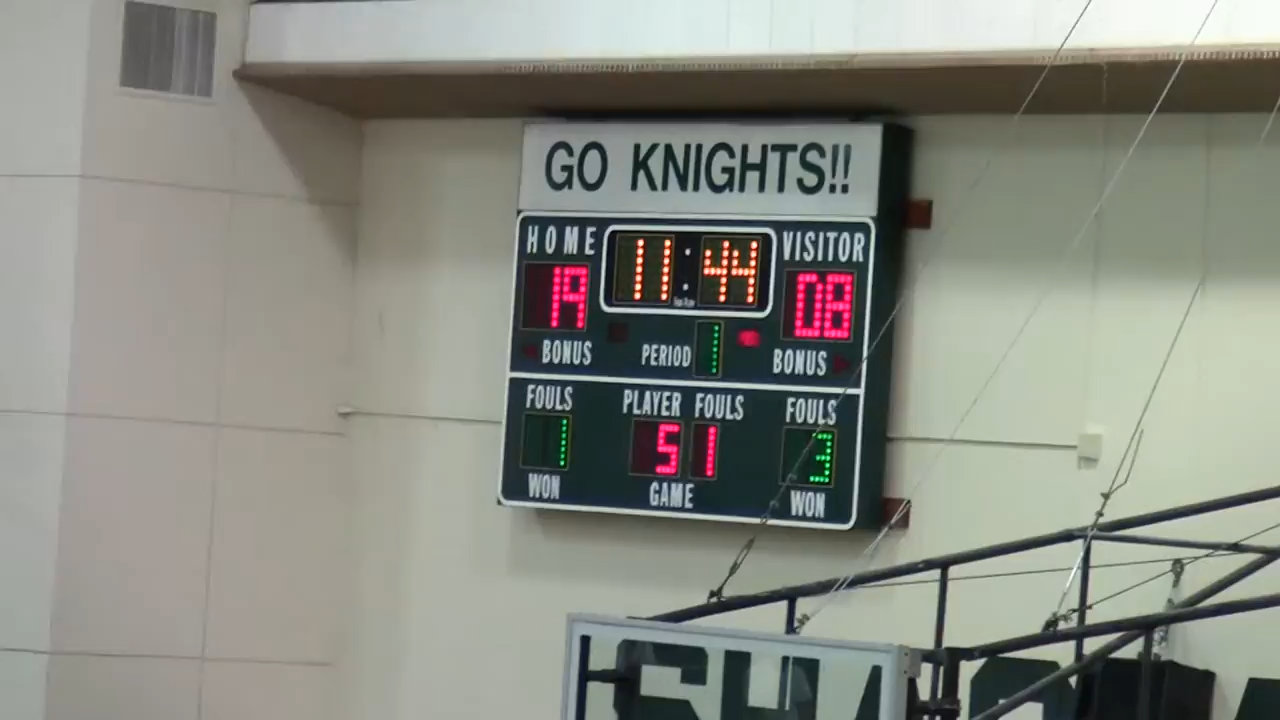 GO KNIGHTS!!
HOME 11:44 VISITOR
19 08
BONUS PERIOD 1 BONUS
FOULS PLAYER FOULS FOULS
1 5 1 3
WON GAME WON